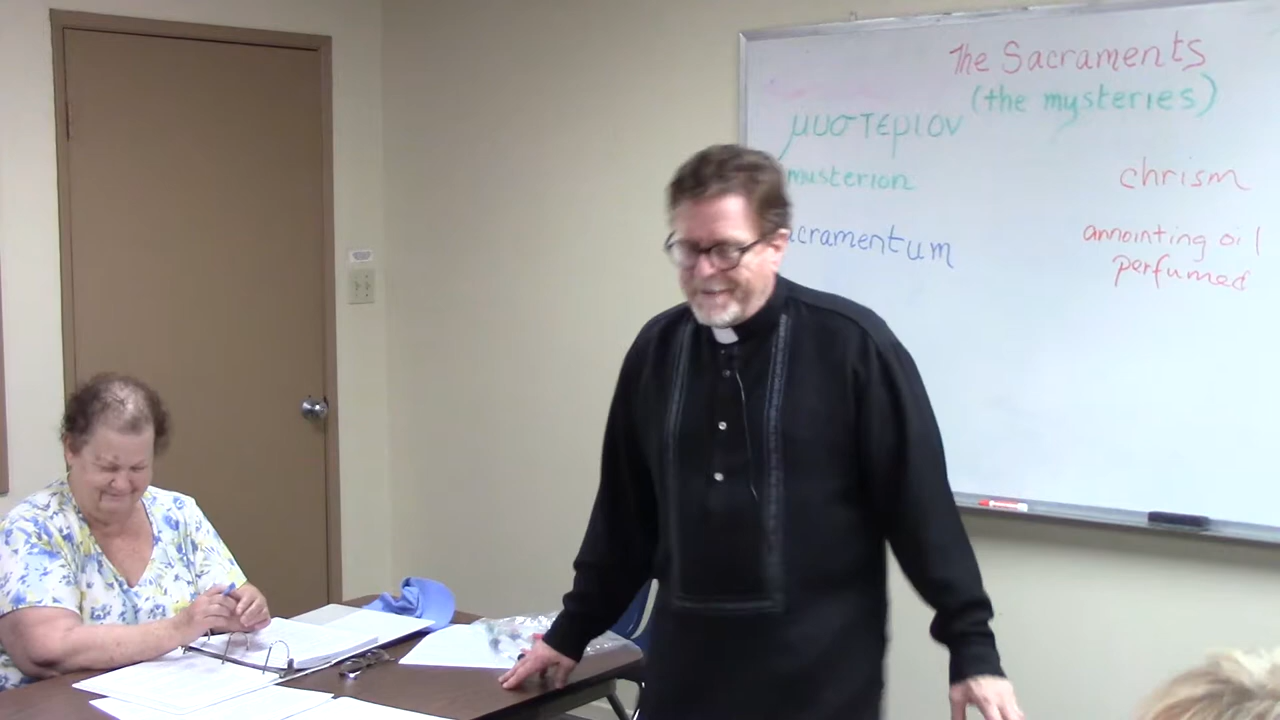 The Sacraments
(the mysteries)
μυστεριον
musterion
chrism
acramentum
annointing oil
perfumed